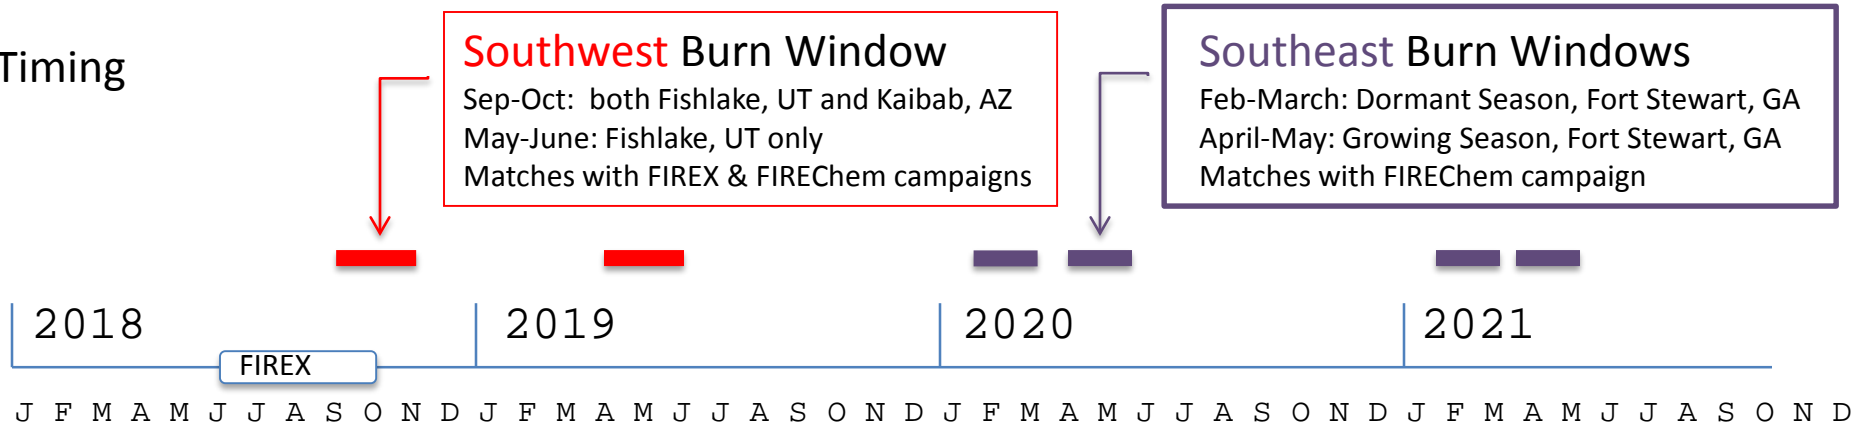 Timing
Southwest Burn Window
Sep-Oct: both Fishlake, UT and Kaibab, AZ
May-June: Fishlake, UT only
Matches with FIREX & FIREChem campaigns
Southeast Burn Windows
Feb-March: Dormant Season, Fort Stewart, GA
April-May: Growing Season, Fort Stewart, GA
Matches with FIREChem campaign
2018 2019 2020 2021
FIREX
J F M A M J J A S O N D J F M A M J J A S O N D J F M A M J J A S O N D J F M A M J J A S O N D